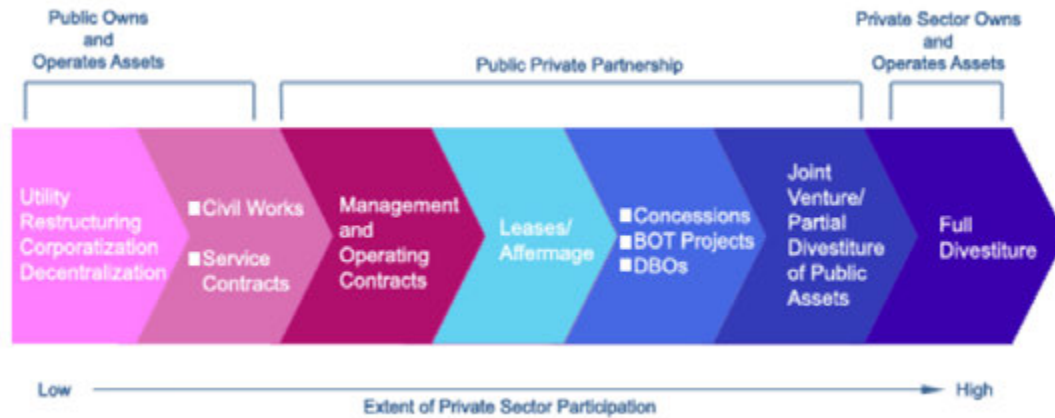 Public Owns
and
Operates Assets
Public Private Partnership
Private Sector Owns
and
Operates Assets
Utility
Restructuring
Corporatization
Decentralization
Civil Works
Service
Contracts
Management
and
Operating
Contracts
Leases/
Affermage
Concessions
BOT Projects
DBOs
Joint
Venture/
Partial
Divestiture
of Public
Assets
Full
Divestiture
Low
High
Extent of Private Sector Participation